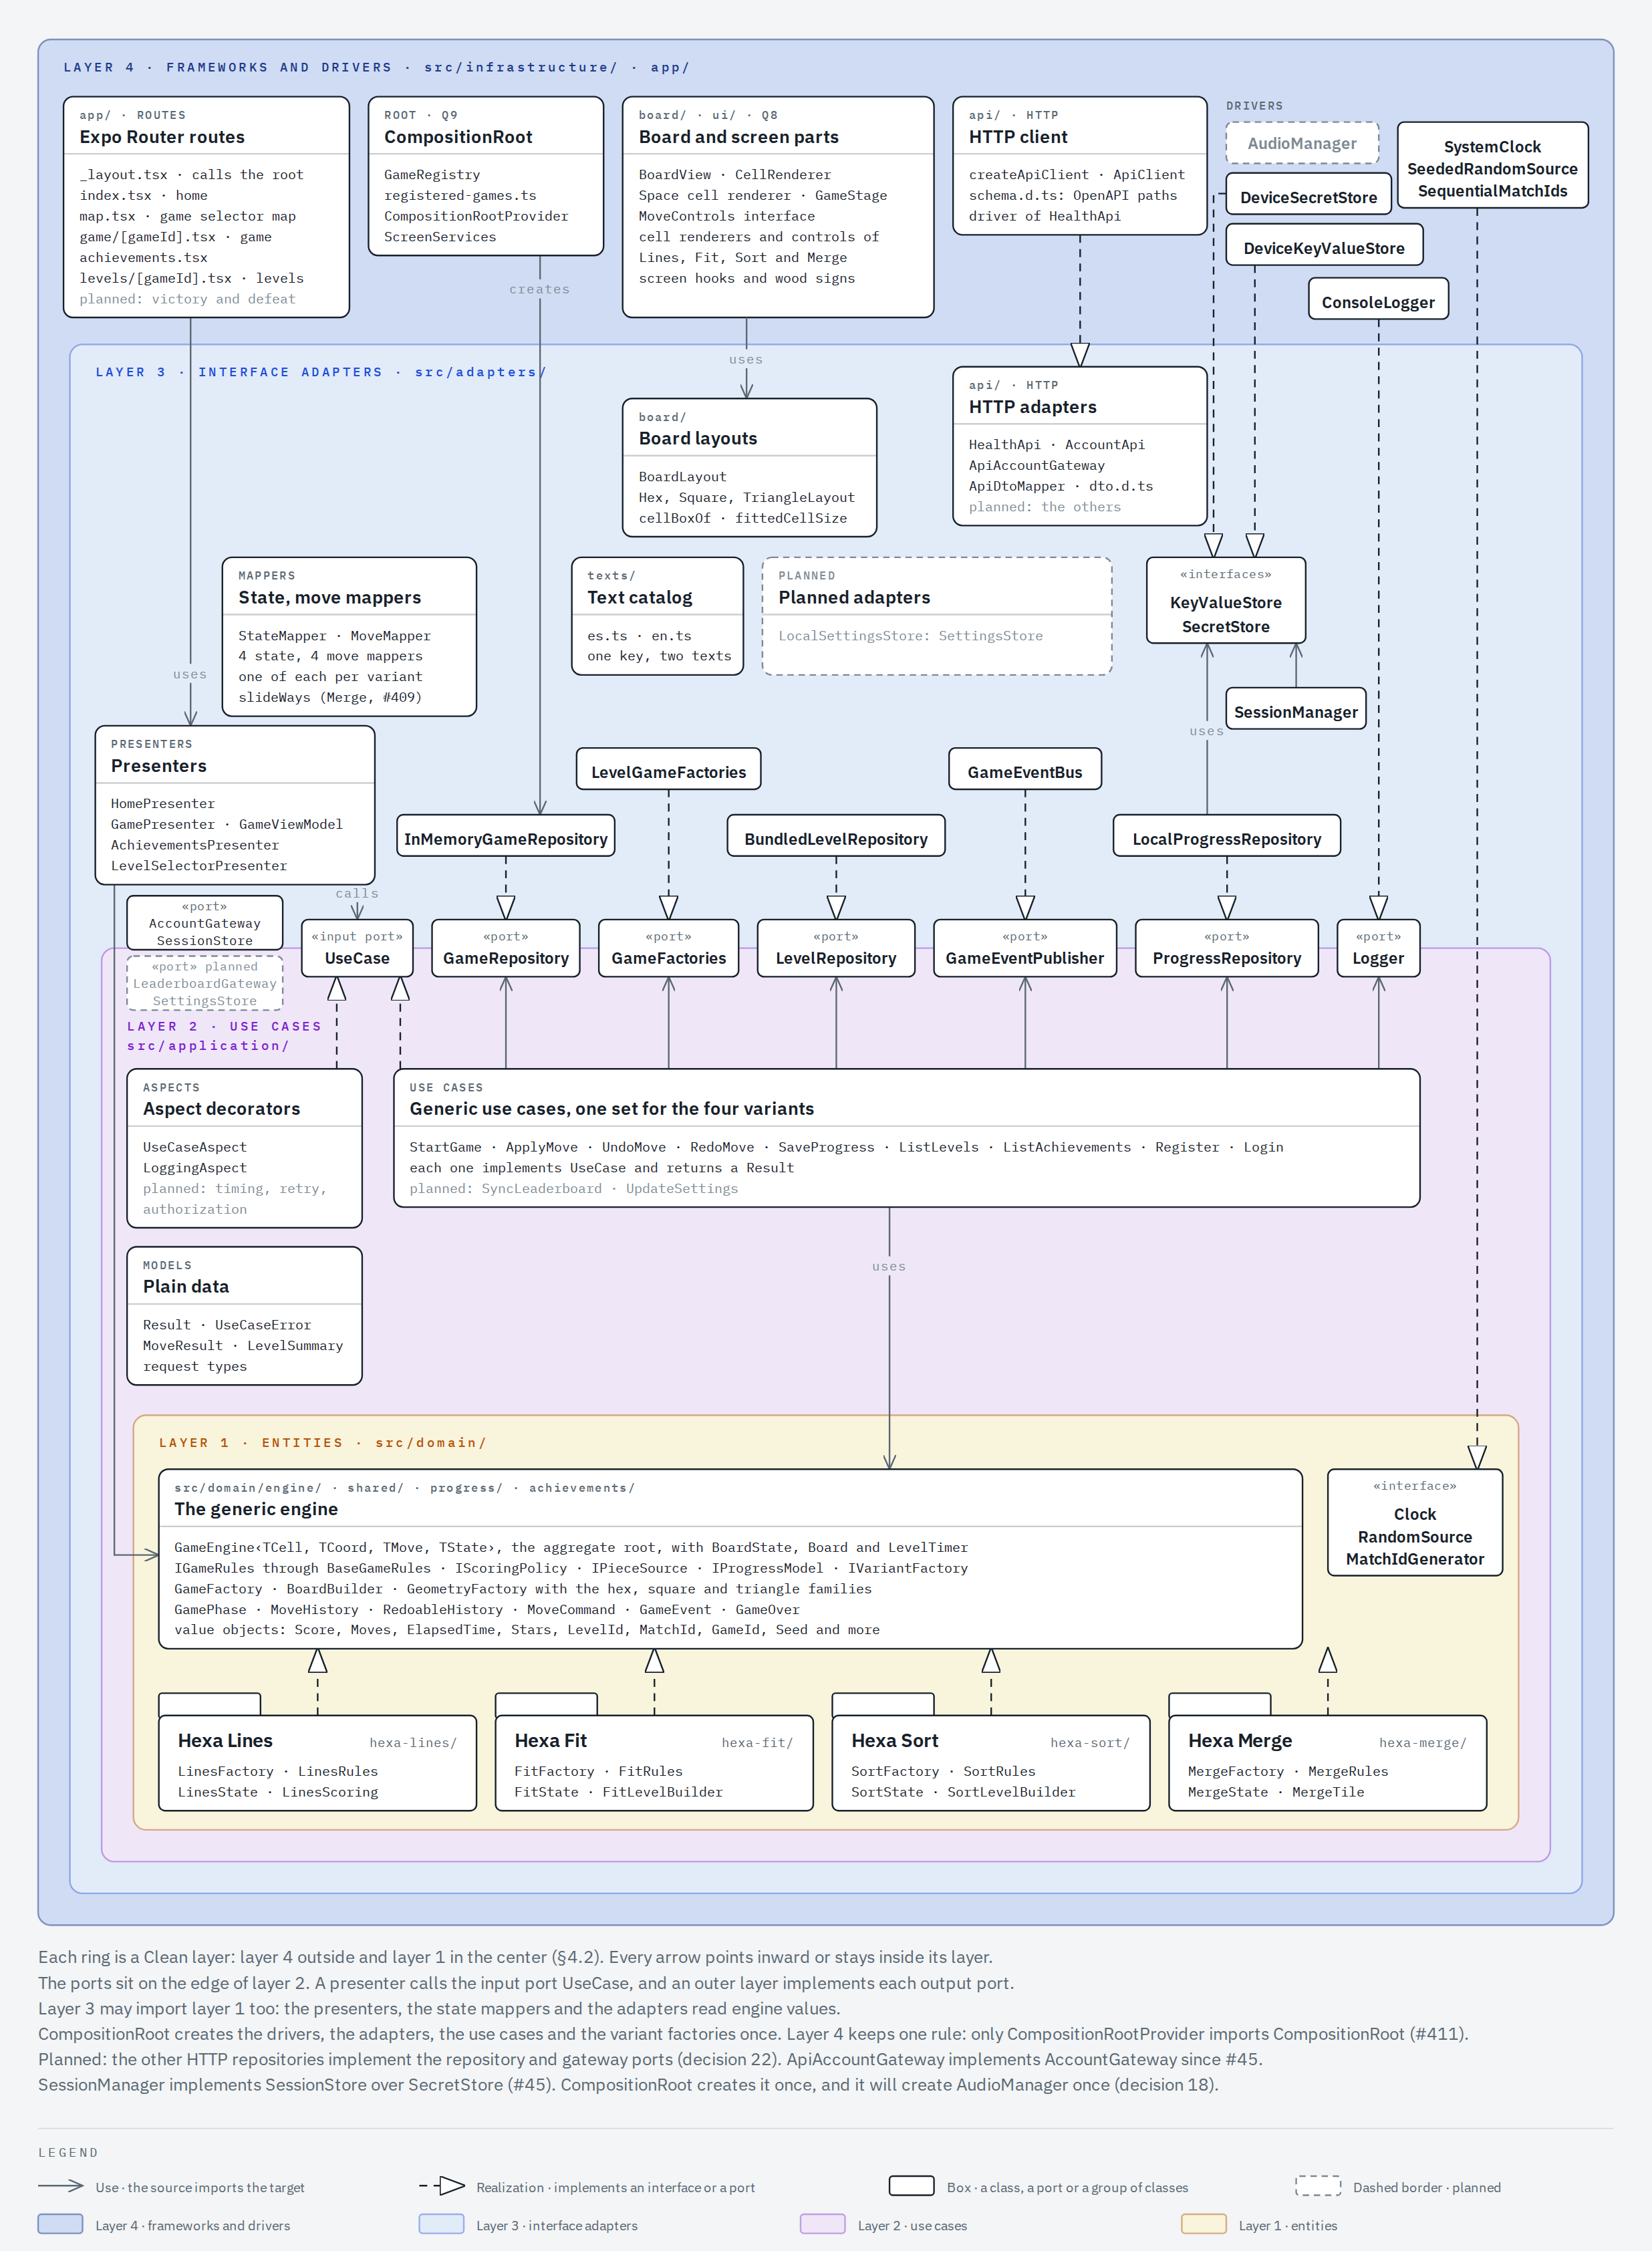 LAYER 4 · FRAMEWORKS AND DRIVERS · src/infrastructure/ · app/
app/ · ROUTES
Expo Router routes
_layout.tsx · calls the root
index.tsx · home
map.tsx · game selector map
game/[gameId].tsx · game
achievements.tsx
levels/[gameId].tsx · levels
planned: victory and defeat
ROOT · Q9
CompositionRoot
GameRegistry
registered-games.ts
CompositionRootProvider
ScreenServices
board/ · ui/ · Q8
Board and screen parts
BoardView · CellRenderer
Space cell renderer · GameStage
MoveControls interface
cell renderers and controls of
Lines, Fit, Sort and Merge
screen hooks and wood signs
api/ · HTTP
HTTP client
createApiClient · ApiClient
schema.d.ts: OpenAPI paths
driver of HealthApi
DRIVERS
AudioManager
DeviceSecretStore
DeviceKeyValueStore
ConsoleLogger
SystemClock
SeededRandomSource
SequentialMatchIds
creates
uses
LAYER 3 · INTERFACE ADAPTERS · src/adapters/
board/
Board layouts
BoardLayout
Hex, Square, TriangleLayout
cellBoxOf · fittedCellSize
api/ · HTTP
HTTP adapters
HealthApi · AccountApi
ApiAccountGateway
ApiDtoMapper · dto.d.ts
planned: the others
MAPPERS
State, move mappers
StateMapper · MoveMapper
4 state, 4 move mappers
one of each per variant
slideWays (Merge, #409)
texts/
Text catalog
es.ts · en.ts
one key, two texts
PLANNED
Planned adapters
LocalSettingsStore: SettingsStore
«interfaces»
KeyValueStore
SecretStore
uses
SessionManager
uses
PRESENTERS
Presenters
HomePresenter
GamePresenter · GameViewModel
AchievementsPresenter
LevelSelectorPresenter
LevelGameFactories
GameEventBus
InMemoryGameRepository
BundledLevelRepository
LocalProgressRepository
calls
«port»
AccountGateway
SessionStore
«port» planned
LeaderboardGateway
SettingsStore
«input port»
UseCase
«port»
GameRepository
«port»
GameFactories
«port»
LevelRepository
«port»
GameEventPublisher
«port»
ProgressRepository
«port»
Logger
LAYER 2 · USE CASES
src/application/
ASPECTS
Aspect decorators
UseCaseAspect
LoggingAspect
planned: timing, retry,
authorization
USE CASES
Generic use cases, one set for the four variants
StartGame · ApplyMove · UndoMove · RedoMove · SaveProgress · ListLevels · ListAchievements · Register · Login
each one implements UseCase and returns a Result
planned: SyncLeaderboard · UpdateSettings
MODELS
Plain data
Result · UseCaseError
MoveResult · LevelSummary
request types
uses
LAYER 1 · ENTITIES · src/domain/
src/domain/engine/ · shared/ · progress/ · achievements/
The generic engine
GameEngine‹TCell, TCoord, TMove, TState›, the aggregate root, with BoardState, Board and LevelTimer
IGameRules through BaseGameRules · IScoringPolicy · IPieceSource · IProgressModel · IVariantFactory
GameFactory · BoardBuilder · GeometryFactory with the hex, square and triangle families
GamePhase · MoveHistory · RedoableHistory · MoveCommand · GameEvent · GameOver
value objects: Score, Moves, ElapsedTime, Stars, LevelId, MatchId, GameId, Seed and more
«interface»
Clock
RandomSource
MatchIdGenerator
Hexa Lines hexa-lines/
LinesFactory · LinesRules
LinesState · LinesScoring
Hexa Fit hexa-fit/
FitFactory · FitRules
FitState · FitLevelBuilder
Hexa Sort hexa-sort/
SortFactory · SortRules
SortState · SortLevelBuilder
Hexa Merge hexa-merge/
MergeFactory · MergeRules
MergeState · MergeTile
Each ring is a Clean layer: layer 4 outside and layer 1 in the center (§4.2). Every arrow points inward or stays inside its layer.
The ports sit on the edge of layer 2. A presenter calls the input port UseCase, and an outer layer implements each output port.
Layer 3 may import layer 1 too: the presenters, the state mappers and the adapters read engine values.
CompositionRoot creates the drivers, the adapters, the use cases and the variant factories once. Layer 4 keeps one rule: only CompositionRootProvider imports CompositionRoot (#411).
Planned: the other HTTP repositories implement the repository and gateway ports (decision 22). ApiAccountGateway implements AccountGateway since #45.
SessionManager implements SessionStore over SecretStore (#45). CompositionRoot creates it once, and it will create AudioManager once (decision 18).
LEGEND
Use · the source imports the target
Realization · implements an interface or a port
Box · a class, a port or a group of classes
Dashed border · planned
Layer 4 · frameworks and drivers
Layer 3 · interface adapters
Layer 2 · use cases
Layer 1 · entities